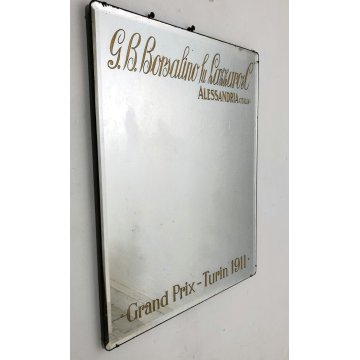 G.B. Borsalino fu Lazzaro & C.
ALESSANDRIA (ITALIA)
- Grand Prix - Turin 1911 -